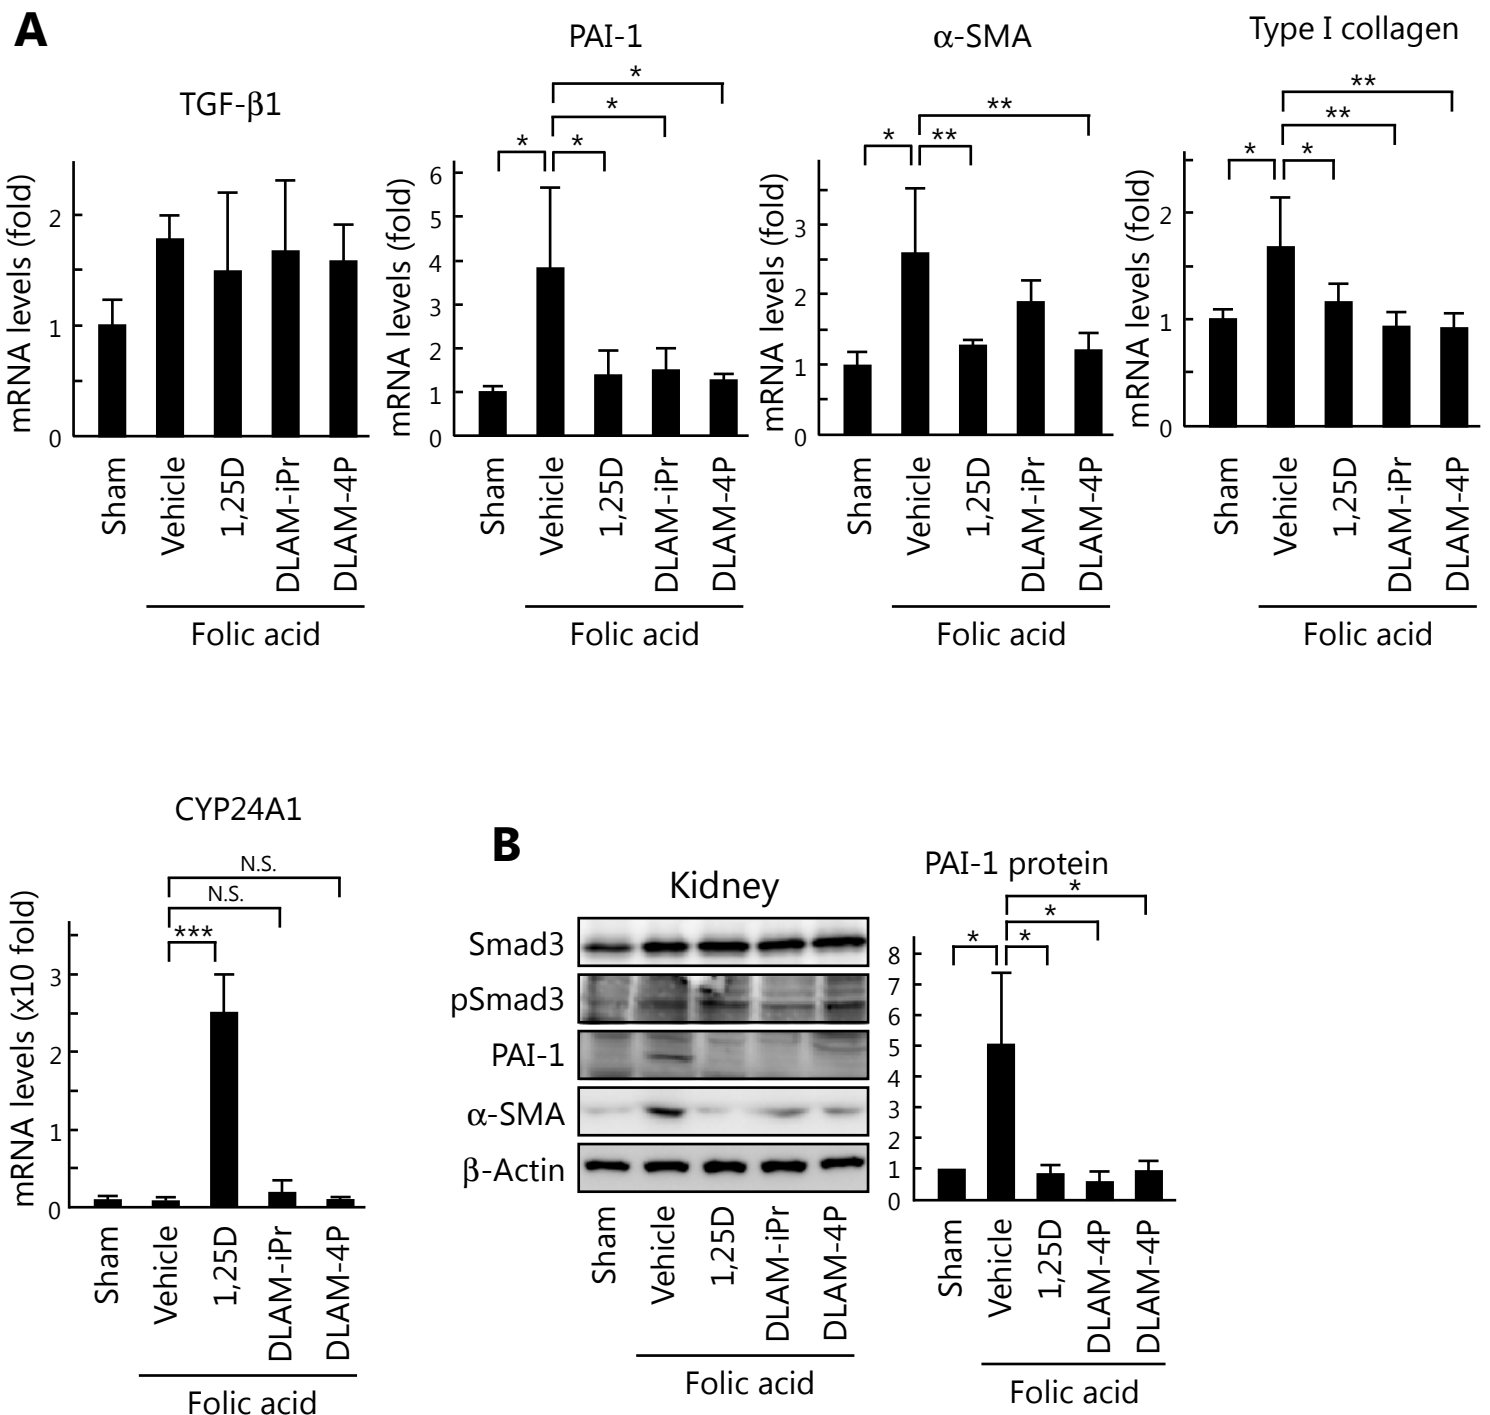 A
TGF-β1
mRNA levels (fold)
2
1
0
Sham
Vehicle
1,25D
DLAM-iPr
DLAM-4P
Folic acid
PAI-1
*
*
*
*
mRNA levels (fold)
6
5
4
3
2
1
0
Sham
Vehicle
1,25D
DLAM-iPr
DLAM-4P
Folic acid
α-SMA
**
*
**
mRNA levels (fold)
3
2
1
0
Sham
Vehicle
1,25D
DLAM-iPr
DLAM-4P
Folic acid
Type I collagen
**
**
*
*
mRNA levels (fold)
2
1
0
Sham
Vehicle
1,25D
DLAM-iPr
DLAM-4P
Folic acid
CYP24A1
N.S.
N.S.
***
mRNA levels (x10 fold)
3
2
1
0
Sham
Vehicle
1,25D
DLAM-iPr
DLAM-4P
Folic acid
B
Kidney
Smad3
pSmad3
PAI-1
α-SMA
β-Actin
Sham
Vehicle
1,25D
DLAM-iPr
DLAM-4P
Folic acid
PAI-1 protein
*
*
*
*
8
7
6
5
4
3
2
1
0
Sham
Vehicle
1,25D
DLAM-4P
DLAM-4P
Folic acid